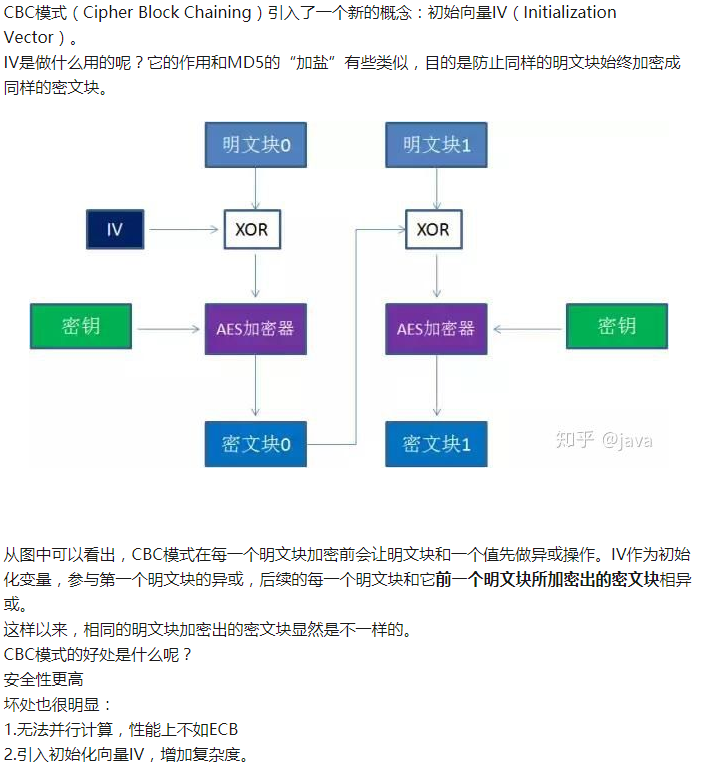 CBC模式（Cipher Block Chaining）引入了一个新的概念：初始向量IV（Initialization
Vector）。
IV是做什么用的呢？它的作用和MD5的“加盐”有些类似，目的是防止同样的明文块始终加密成
同样的密文块。
明文块0 明文块1
IV XOR XOR
密钥 AES加密器 AES加密器 密钥
密文块0 密文块1 知乎 @java
从图中可以看出，CBC模式在每一个明文块加密前会让明文块和一个值先做异或操作。IV作为初始
化变量，参与第一个明文块的异或，后续的每一个明文块和它前一个明文块所加密出的密文块相异
或。
这样以来，相同的明文块加密出的密文块显然是不一样的。
CBC模式的好处是什么呢？
安全性更高
坏处也很明显：
1.无法并行计算，性能上不如ECB
2.引入初始化向量IV，增加复杂度。